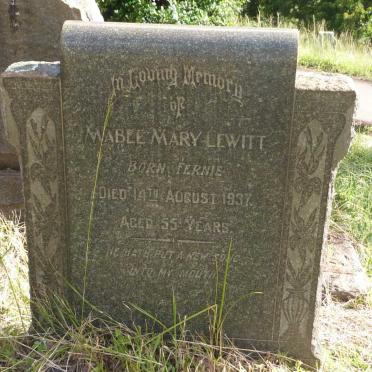 In Loving Memory
of
MABEL MARY LEWITT
BORN FERNIE
DIED 14TH AUGUST 1937.
AGED 55 YEARS.
HE HATH PUT A NEW SONG
INTO MY MOUTH